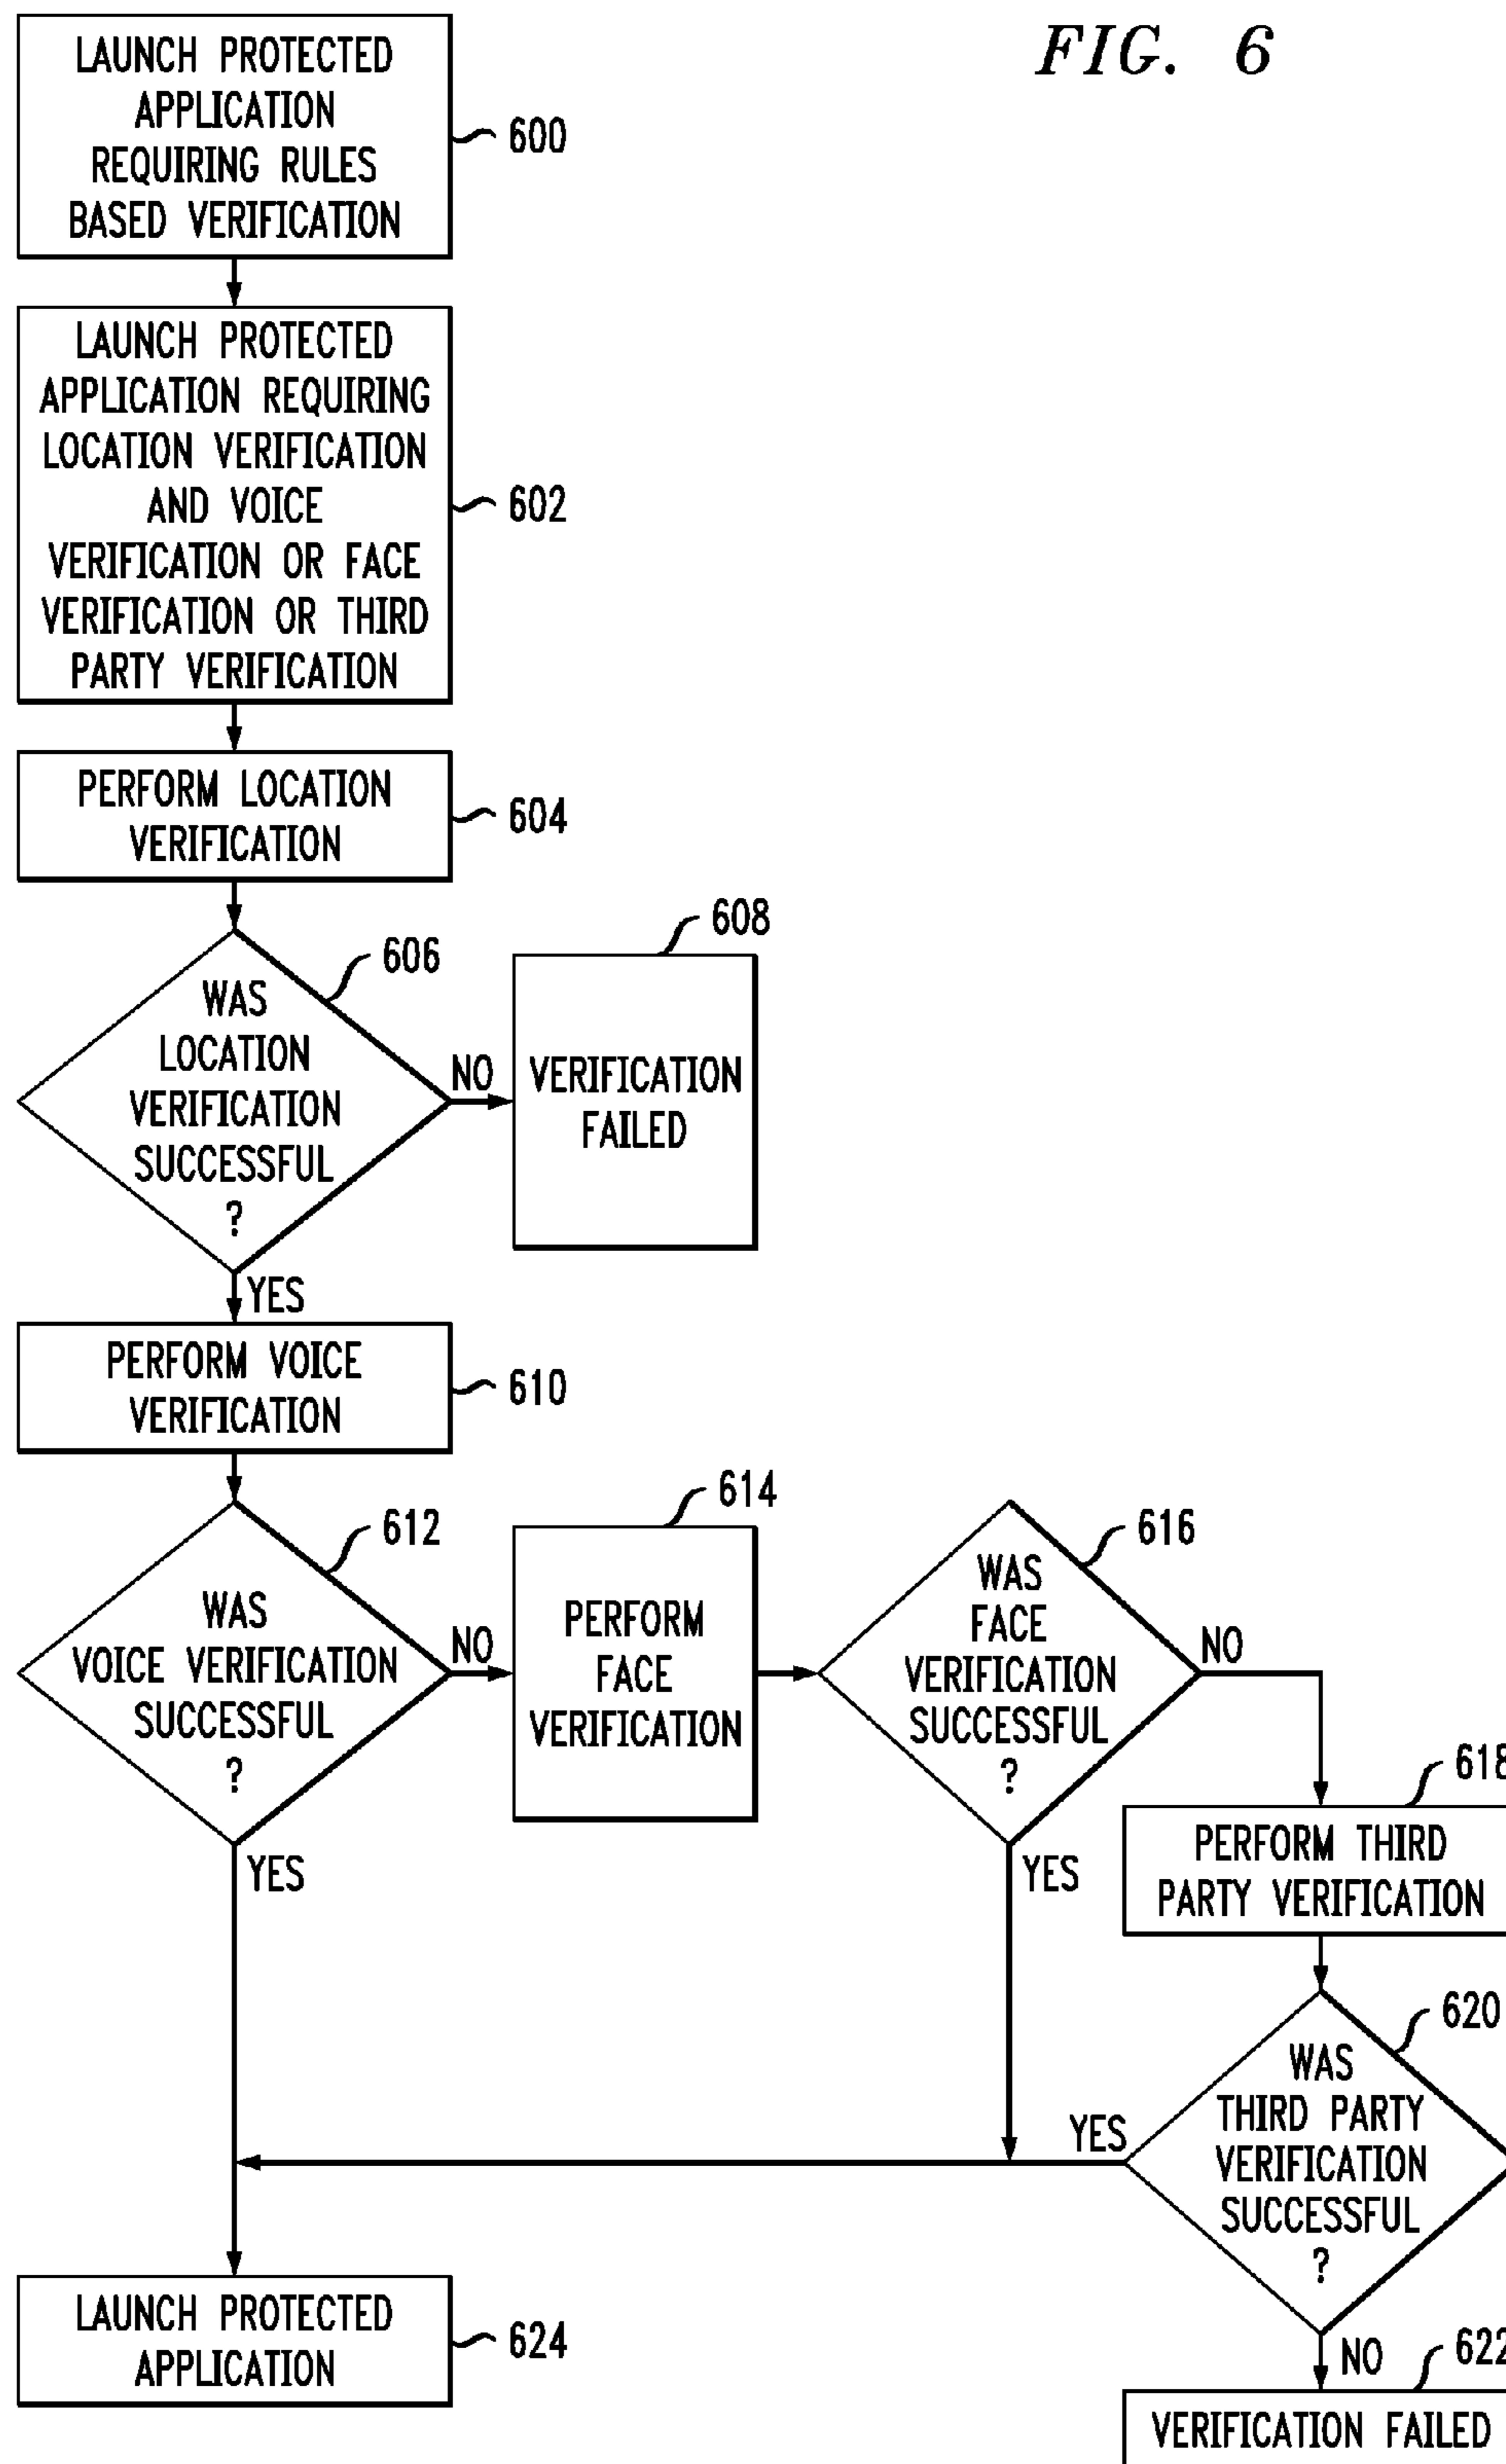 FIG. 6
LAUNCH PROTECTED
APPLICATION
REQUIRING RULES
BASED VERIFICATION
600
LAUNCH PROTECTED
APPLICATION REQUIRING
LOCATION VERIFICATION
AND VOICE
VERIFICATION OR FACE
VERIFICATION OR THIRD
PARTY VERIFICATION
602
PERFORM LOCATION
VERIFICATION
604
606
WAS
LOCATION
VERIFICATION
SUCCESSFUL
?
NO
608
VERIFICATION
FAILED
YES
PERFORM VOICE
VERIFICATION
610
612
WAS
VOICE VERIFICATION
SUCCESSFUL
?
NO
614
PERFORM
FACE
VERIFICATION
616
WAS
FACE
VERIFICATION
SUCCESSFUL
?
NO
YES
YES
618
PERFORM THIRD
PARTY VERIFICATION
620
WAS
THIRD PARTY
VERIFICATION
SUCCESSFUL
?
YES
NO
622
VERIFICATION FAILED
LAUNCH PROTECTED
APPLICATION
624